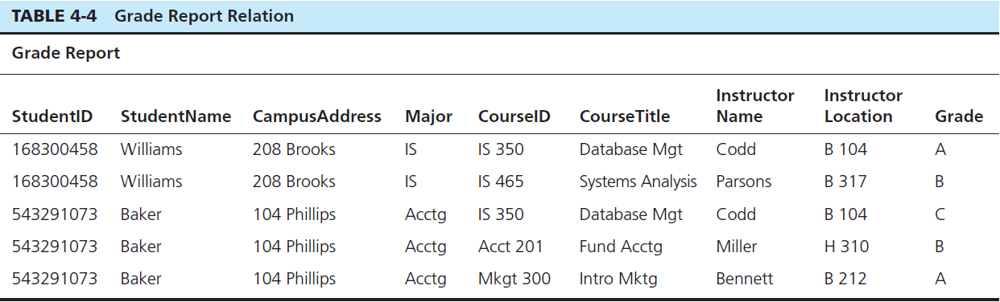 TABLE 4-4 Grade Report Relation
Grade Report
StudentID StudentName CampusAddress Major CourseID CourseTitle Instructor Name Instructor Location Grade
168300458 Williams 208 Brooks IS IS 350 Database Mgt Codd B 104 A
168300458 Williams 208 Brooks IS IS 465 Systems Analysis Parsons B 317 B
543291073 Baker 104 Phillips Acctg IS 350 Database Mgt Codd B 104 C
543291073 Baker 104 Phillips Acctg Acct 201 Fund Acctg Miller H 310 B
543291073 Baker 104 Phillips Acctg Mkgt 300 Intro Mktg Bennett B 212 A